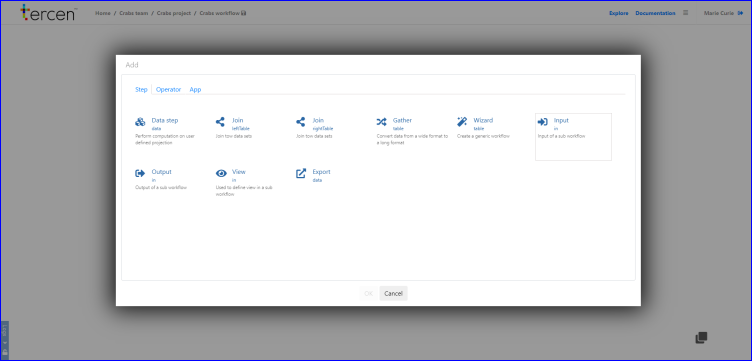 tercen
Home / Crabs team / Crabs project / Crabs workflow
Explore Documentation Marie Curie
Add
Step Operator App
Data step
data
Perform computation on user
defined projection
Join
leftTable
Join tow data sets
Join
rightTable
Join tow data sets
Gather
table
Convert data from a wide format to
a long format
Wizard
table
Create a generic workflow
Input
in
Input of a sub workflow
Output
in
Output of a sub workflow
View
in
Used to define view in a sub
workflow
Export
data
OK Cancel